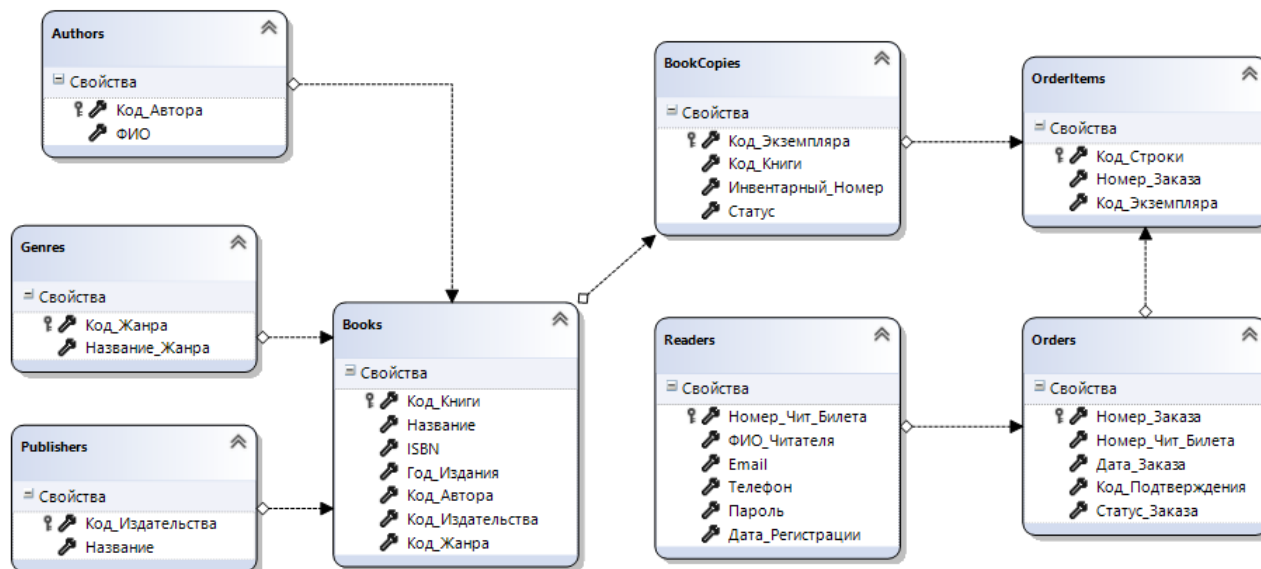 Authors
Свойства
Код_Автора
ФИО
Genres
Свойства
Код_Жанра
Название_Жанра
Publishers
Свойства
Код_Издательства
Название
Books
Свойства
Код_Книги
Название
ISBN
Год_Издания
Код_Автора
Код_Издательства
Код_Жанра
BookCopies
Свойства
Код_Экземпляра
Код_Книги
Инвентарный_Номер
Статус
Readers
Свойства
Номер_Чит_Билета
ФИО_Читателя
Email
Телефон
Пароль
Дата_Регистрации
OrderItems
Свойства
Код_Строки
Номер_Заказа
Код_Экземпляра
Orders
Свойства
Номер_Заказа
Номер_Чит_Билета
Дата_Заказа
Код_Подтверждения
Статус_Заказа